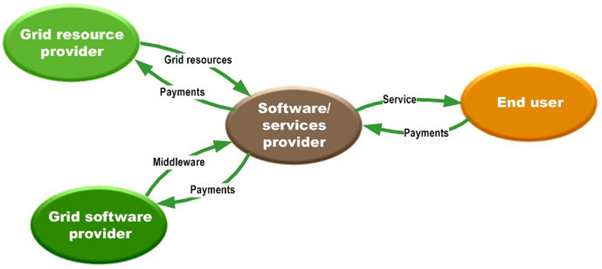 Grid resource
provider
Grid resources
Payments
Software/
services
provider
Service
Payments
End user
Middleware
Payments
Grid software
provider